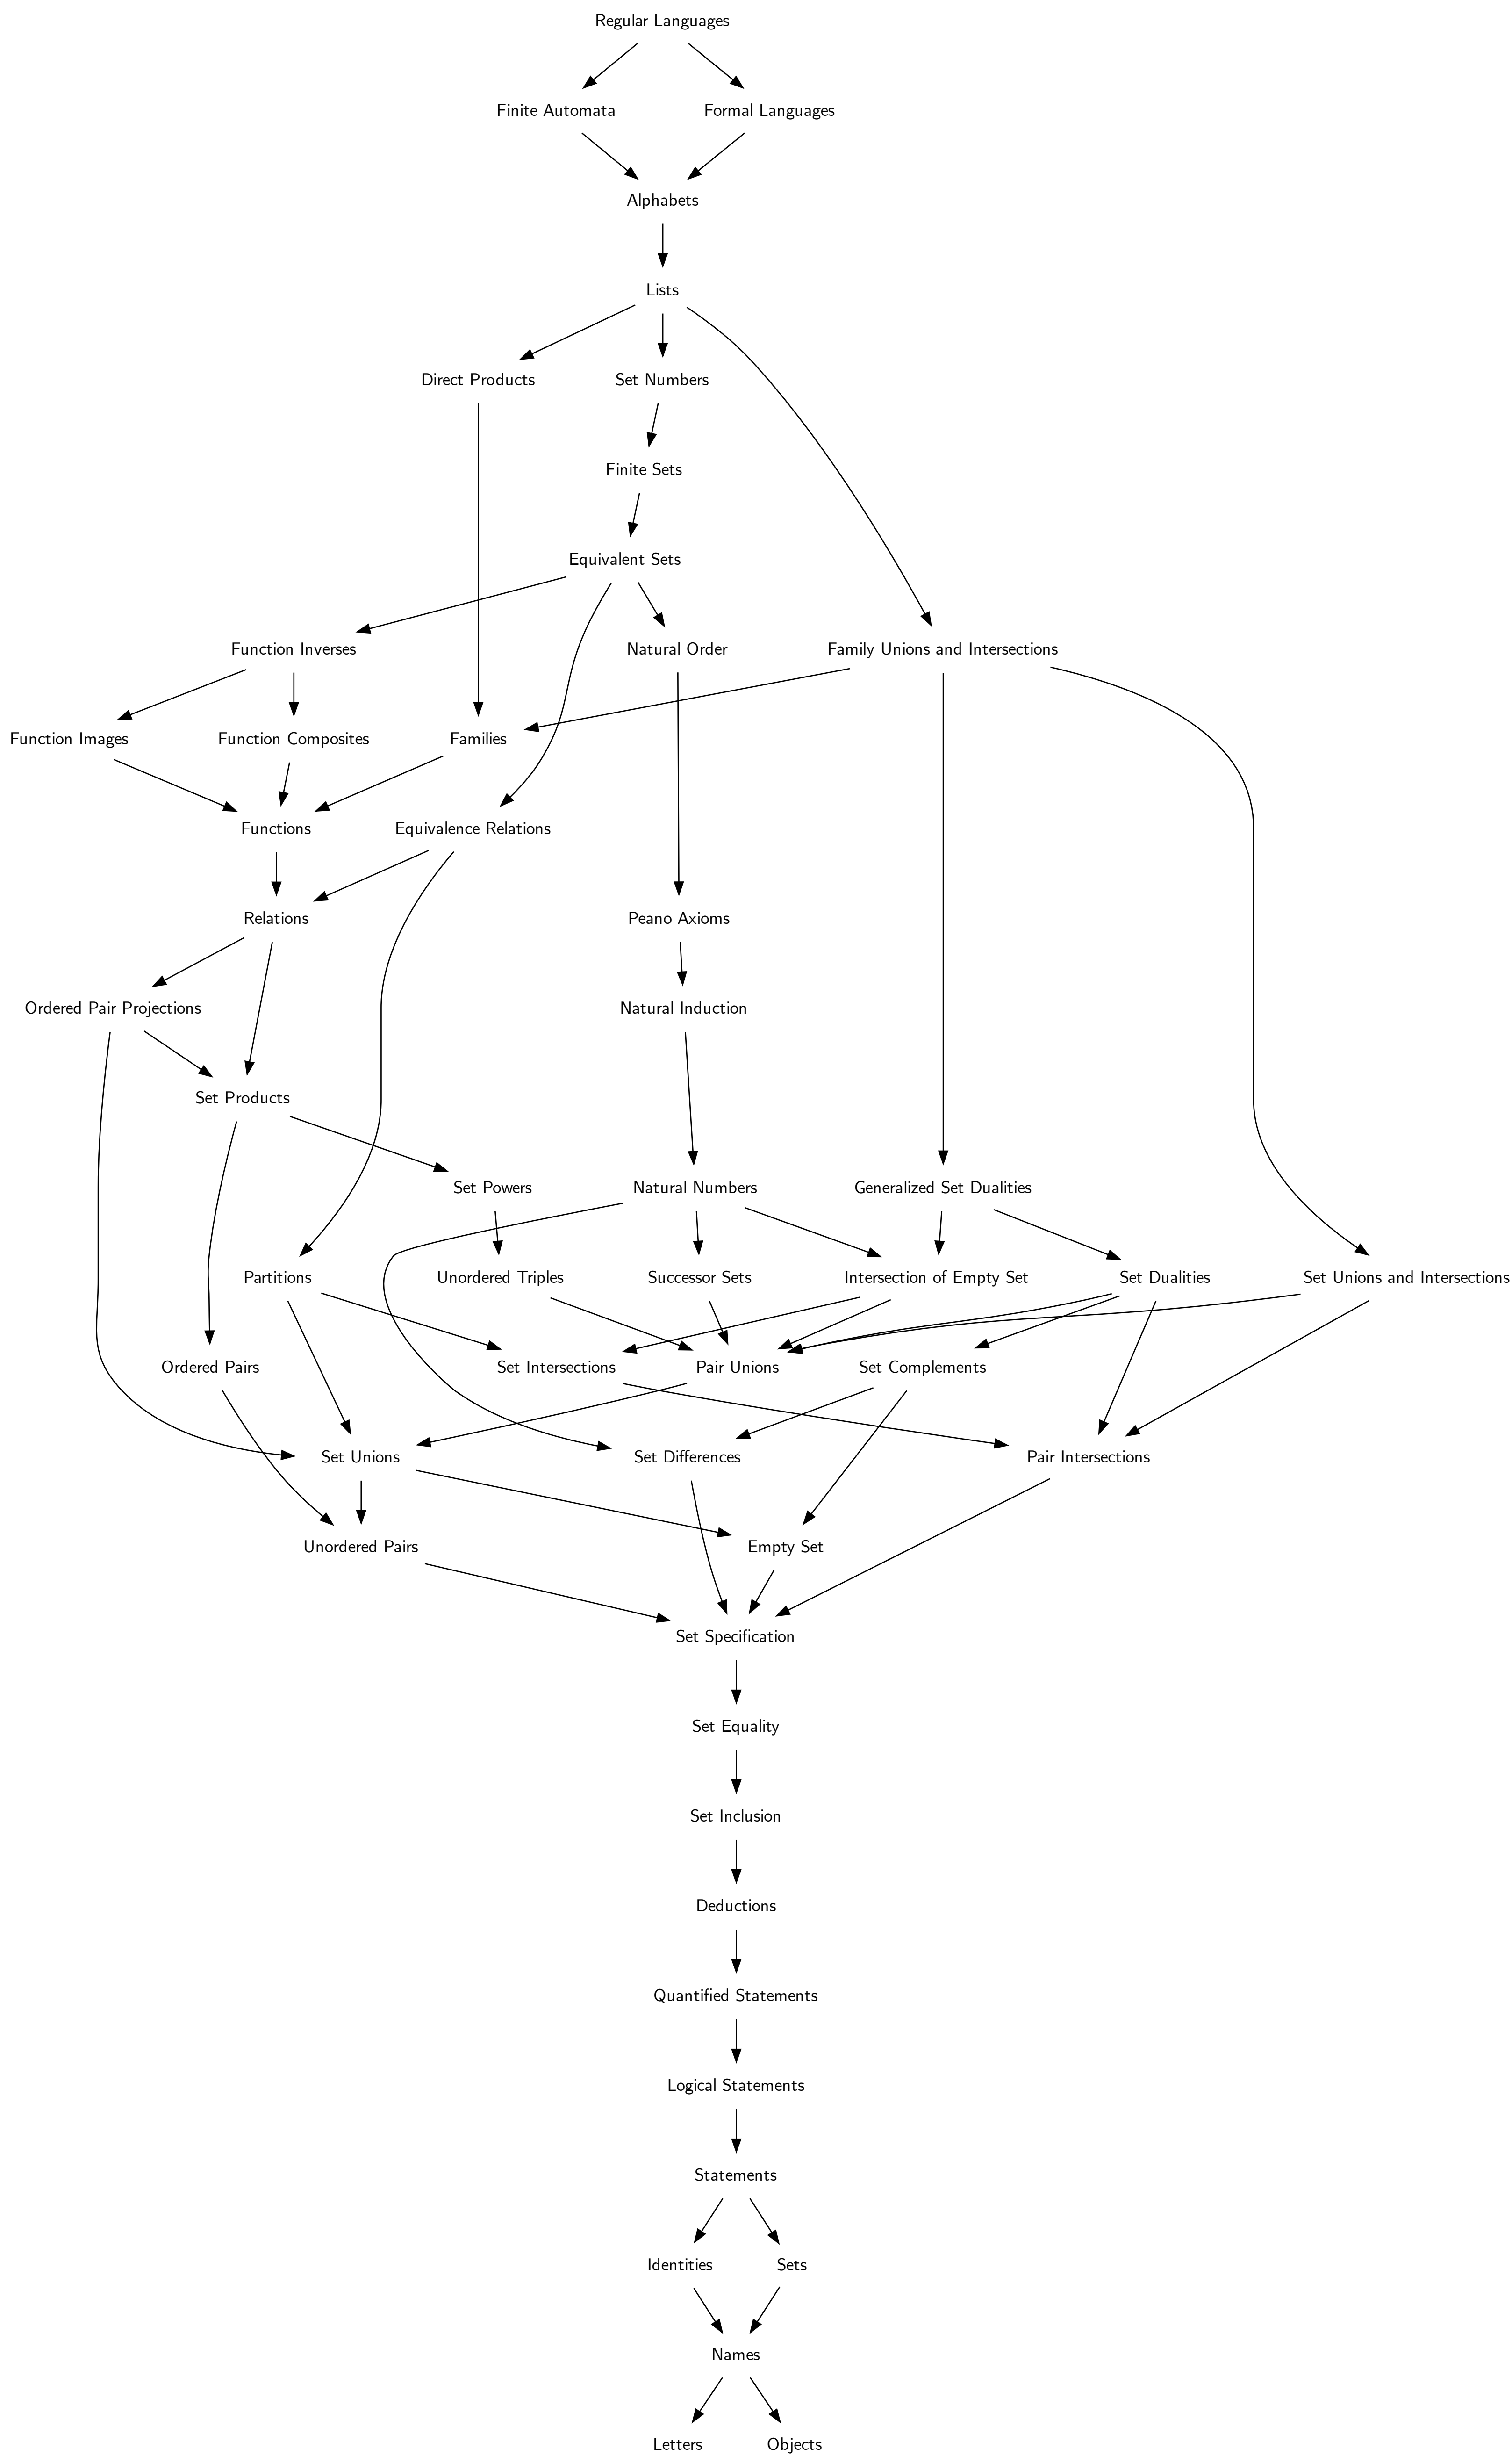 Regular Languages
Finite Automata
Formal Languages
Alphabets
Lists
Direct Products
Set Numbers
Finite Sets
Equivalent Sets
Function Inverses
Natural Order
Family Unions and Intersections
Function Images
Function Composites
Families
Functions
Equivalence Relations
Relations
Peano Axioms
Ordered Pair Projections
Natural Induction
Set Products
Set Powers
Natural Numbers
Generalized Set Dualities
Partitions
Unordered Triples
Successor Sets
Intersection of Empty Set
Set Dualities
Set Unions and Intersections
Ordered Pairs
Set Intersections
Pair Unions
Set Complements
Set Unions
Set Differences
Pair Intersections
Unordered Pairs
Empty Set
Set Specification
Set Equality
Set Inclusion
Deductions
Quantified Statements
Logical Statements
Statements
Identities
Sets
Names
Letters
Objects